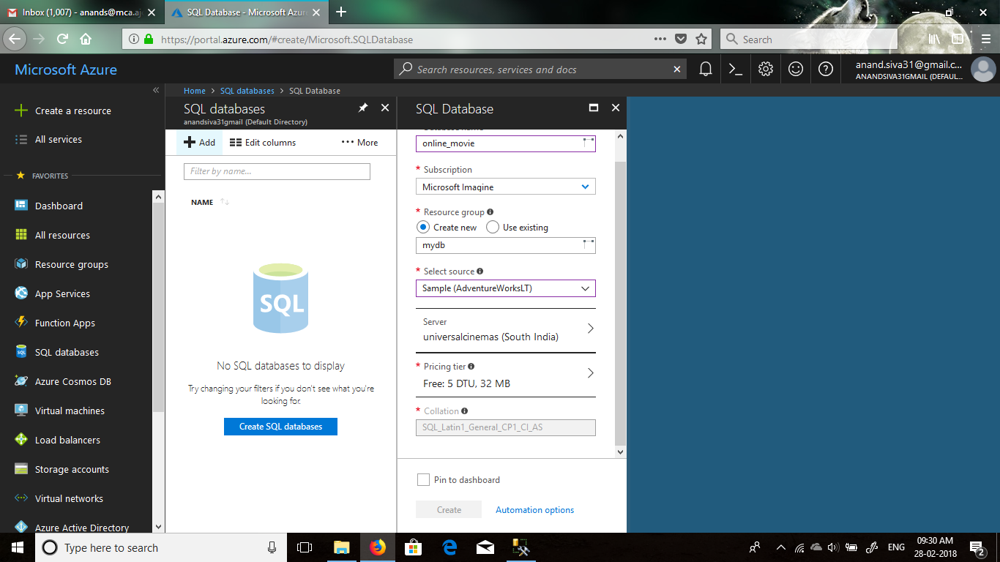 Inbox (1,007) - anands@mca.aj
SQL Database - Microsoft Azur
https://portal.azure.com/#create/Microsoft.SQLDatabase
Search
Microsoft Azure
Search resources, services and docs
anand.siva31@gmail.c...
ANANDSIVA31GMAIL (DEFAUL...
Create a resource
All services
FAVORITES
Dashboard
All resources
Resource groups
App Services
Function Apps
SQL databases
Azure Cosmos DB
Virtual machines
Load balancers
Storage accounts
Virtual networks
Azure Active Directory
Home > SQL databases > SQL Database
SQL databases
anandsiva31gmail (Default Directory)
Add
Edit columns
More
Filter by name...
NAME
SQL
No SQL databases to display
Try changing your filters if you don't see what you're
looking for.
Create SQL databases
SQL Database
online_movie
* Subscription
Microsoft Imagine
* Resource group
Create new
Use existing
mydb
* Select source
Sample (AdventureWorksLT)
Server
universalcinemas (South India)
* Pricing tier
Free: 5 DTU, 32 MB
* Collation
SQL_Latin1_General_CP1_CI_AS
Pin to dashboard
Create
Automation options
Type here to search
ENG
09:30 AM
28-02-2018
2